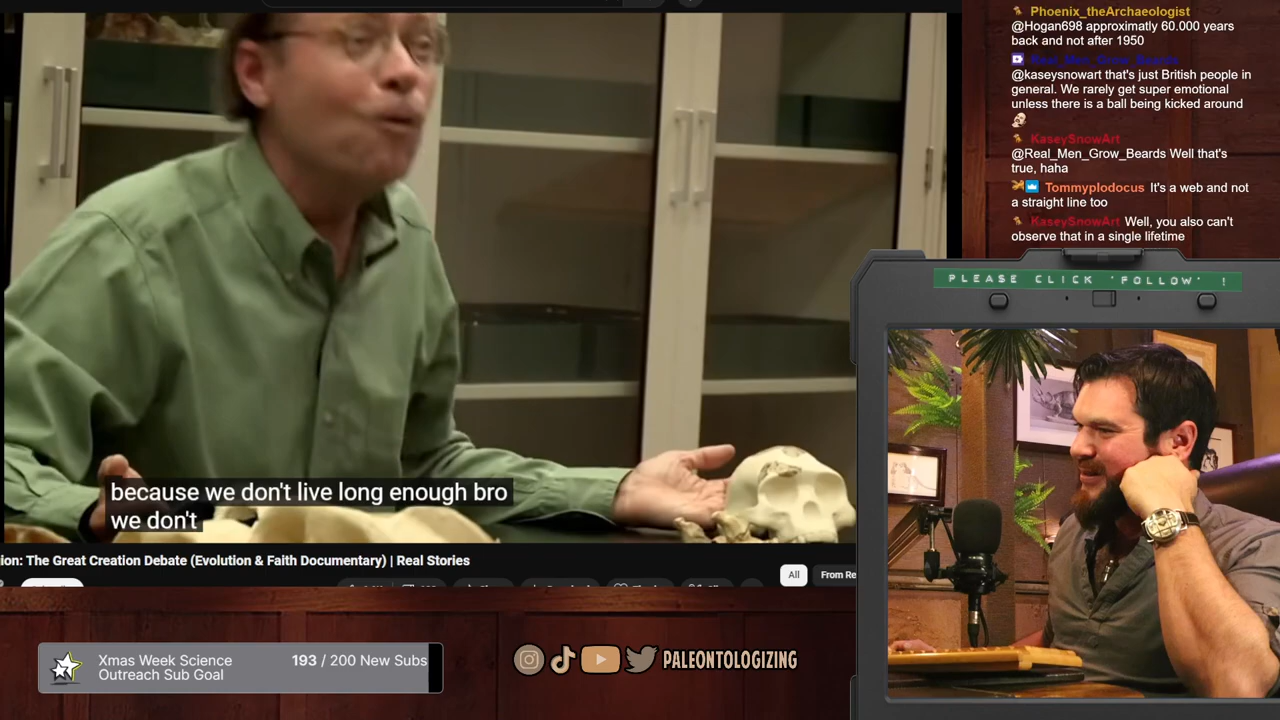 Phoenix_theArchaeologist
@Hogan698 approximatly 60.000 years
back and not after 1950
Real_Men_Grow_Beards
@kaseysnowart that's just British people in
general. We rarely get super emotional
unless there is a ball being kicked around
KaseySnowArt
@Real_Men_Grow_Beards Well that's
true, haha
Tommyplodocus It's a web and not
a straight line too
KaseySnowArt Well, you also can't
observe that in a single lifetime
PLEASE CLICK 'FOLLOW' !
because we don't live long enough bro
we don't
ion: The Great Creation Debate (Evolution & Faith Documentary) | Real Stories
All
From Re
Xmas Week Science
Outreach Sub Goal
193 / 200 New Subs
PALEONTOLOGIZING